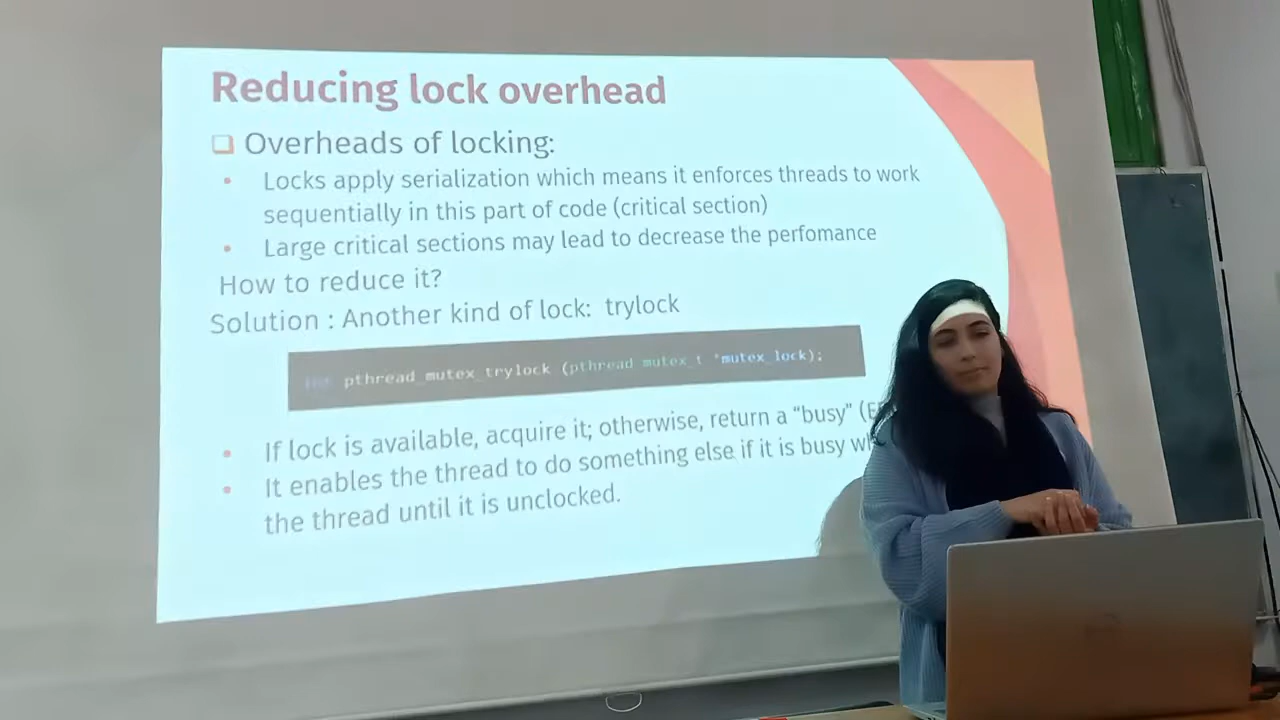 Reducing lock overhead
Overheads of locking:
Locks apply serialization which means it enforces threads to work
sequentially in this part of code (critical section)
Large critical sections may lead to decrease the perfomance
How to reduce it?
Solution : Another kind of lock: trylock
int pthread_mutex_trylock (pthread_mutex_t *mutex_lock);
If lock is available, acquire it; otherwise, return a “busy”
It enables the thread to do something else if it is busy
the thread until it is unclocked.